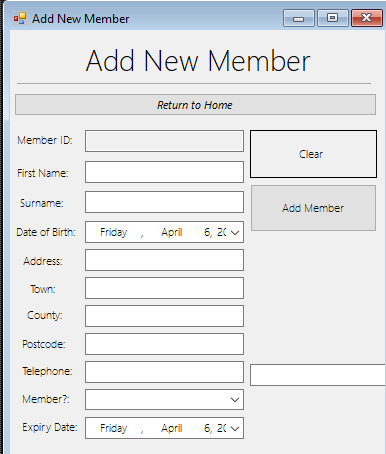 Add New Member
Add New Member
Return to Home
Member ID:
Clear
First Name:
Surname:
Add Member
Date of Birth: Friday , April 6, 20
Address:
Town:
County:
Postcode:
Telephone:
Member?:
Expiry Date: Friday , April 6, 20